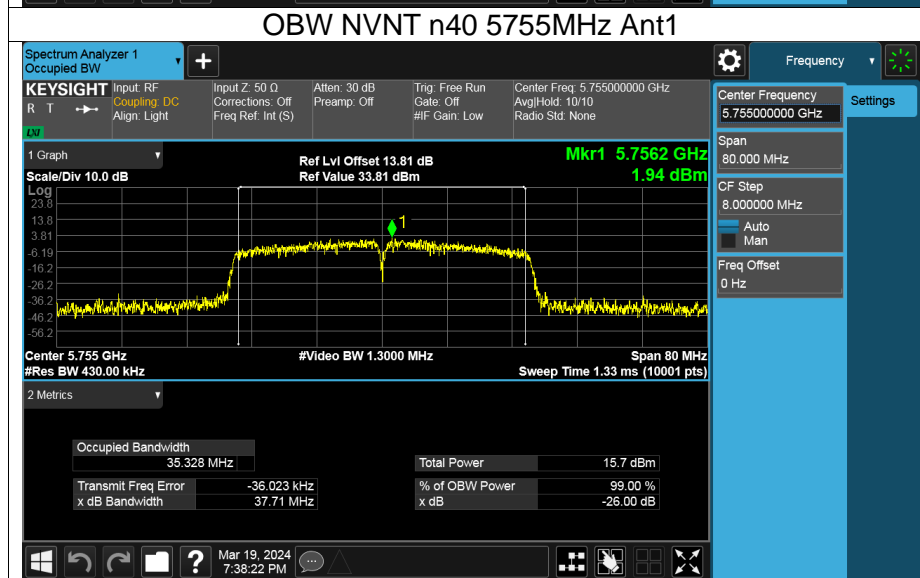 OBW NVNT n40 5755MHz Ant1
Spectrum Analyzer 1
Occupied BW
+
Frequency
KEYSIGHT
R T
LXI
Input: RF
Coupling: DC
Align: Light
Input Z: 50 Ω
Corrections: Off
Freq Ref: Int (S)
Atten: 30 dB
Preamp: Off
Trig: Free Run
Gate: Off
#IF Gain: Low
Center Freq: 5.755000000 GHz
Avg|Hold: 10/10
Radio Std: None
Center Frequency
5.755000000 GHz
Settings
Span
80.000 MHz
CF Step
8.000000 MHz
Auto
Man
Freq Offset
0 Hz
1 Graph
Scale/Div 10.0 dB
Ref Lvl Offset 13.81 dB
Ref Value 33.81 dBm
Mkr1 5.7562 GHz
1.94 dBm
Log
23.8
13.8
3.81
-6.19
-16.2
-26.2
-36.2
-46.2
-56.2
1
Center 5.755 GHz
#Res BW 430.00 kHz
#Video BW 1.3000 MHz
Span 80 MHz
Sweep Time 1.33 ms (10001 pts)
2 Metrics
Occupied Bandwidth
35.328 MHz
Total Power 15.7 dBm
Transmit Freq Error -36.023 kHz
% of OBW Power 99.00 %
x dB Bandwidth 37.71 MHz
x dB -26.00 dB
?
Mar 19, 2024
7:38:22 PM